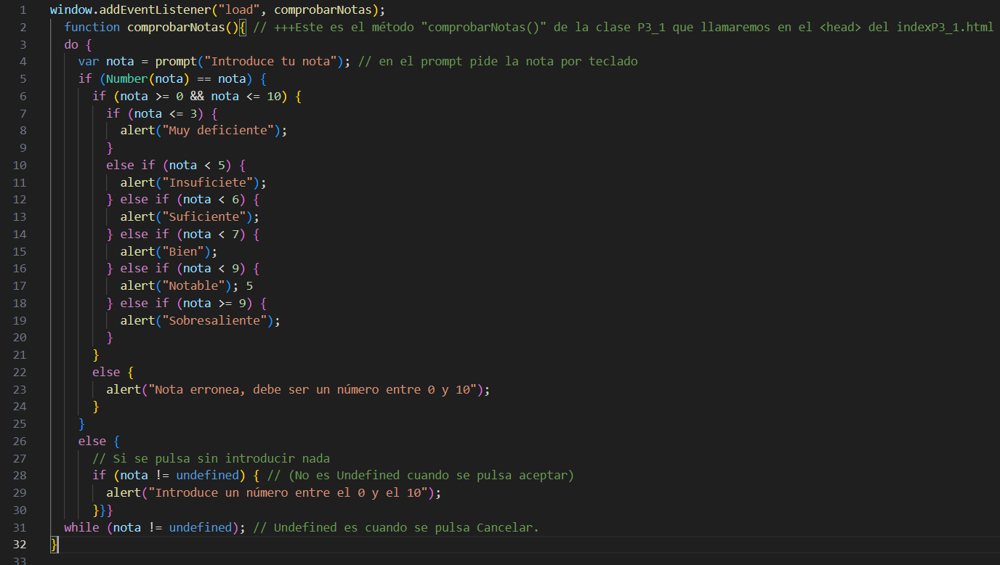 1 window.addEventListener("load", comprobarNotas);
2 function comprobarNotas(){ // +++Este es el método "comprobarNotas()" de la clase P3_1 que llamaremos en el <head> del indexP3_1.html
3 do {
4 var nota = prompt("Introduce tu nota"); // en el prompt pide la nota por teclado
5 if (Number(nota) == nota) {
6 if (nota >= 0 && nota <= 10) {
7 if (nota <= 3) {
8 alert("Muy deficiente");
9 }
10 else if (nota < 5) {
11 alert("Insuficiete");
12 } else if (nota < 6) {
13 alert("Suficiente");
14 } else if (nota < 7) {
15 alert("Bien");
16 } else if (nota < 9) {
17 alert("Notable"); 5
18 } else if (nota >= 9) {
19 alert("Sobresaliente");
20 }
21 }
22 else {
23 alert("Nota erronea, debe ser un número entre 0 y 10");
24 }
25 }
26 else {
27 // Si se pulsa sin introducir nada
28 if (nota != undefined) { // (No es Undefined cuando se pulsa aceptar)
29 alert("Introduce un número entre el 0 y el 10");
30 }}}
31 while (nota != undefined); // Undefined es cuando se pulsa Cancelar.
32 }
33